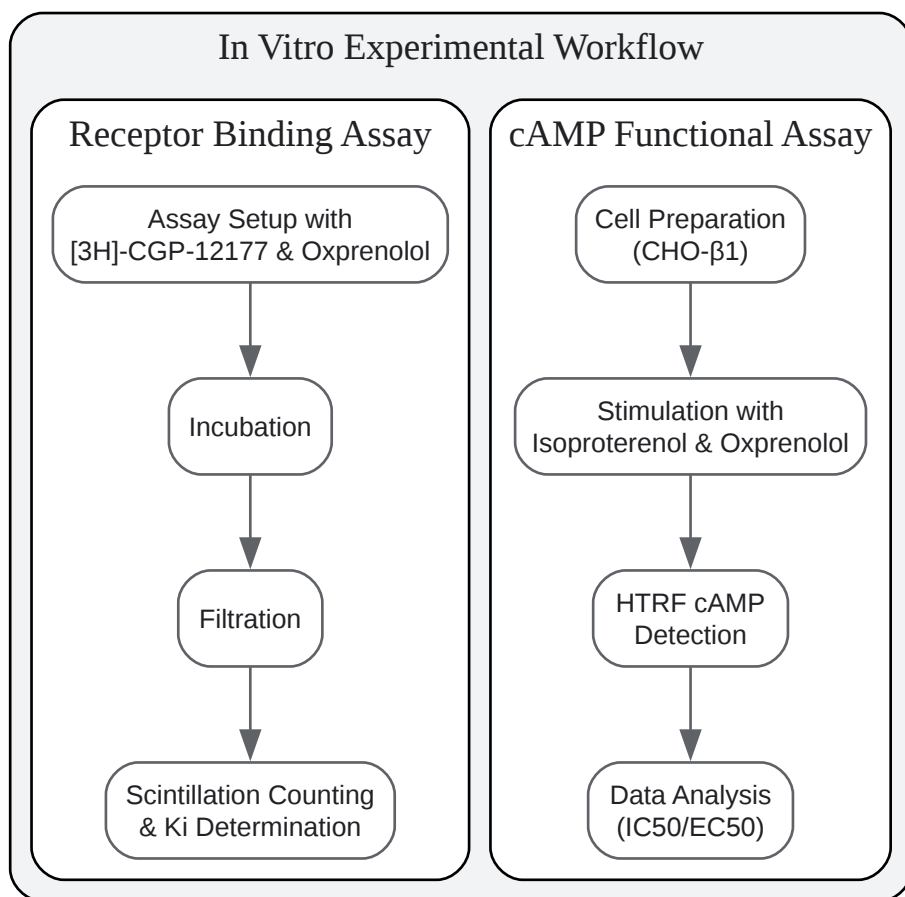 In Vitro Experimental Workflow
Receptor Binding Assay
Assay Setup with
[3H]-CGP-12177 & Oxprenolol
Incubation
Filtration
Scintillation Counting
& Ki Determination
cAMP Functional Assay
Cell Preparation
(CHO-β1)
Stimulation with
Isoproterenol & Oxprenolol
HTRF cAMP
Detection
Data Analysis
(IC50/EC50)